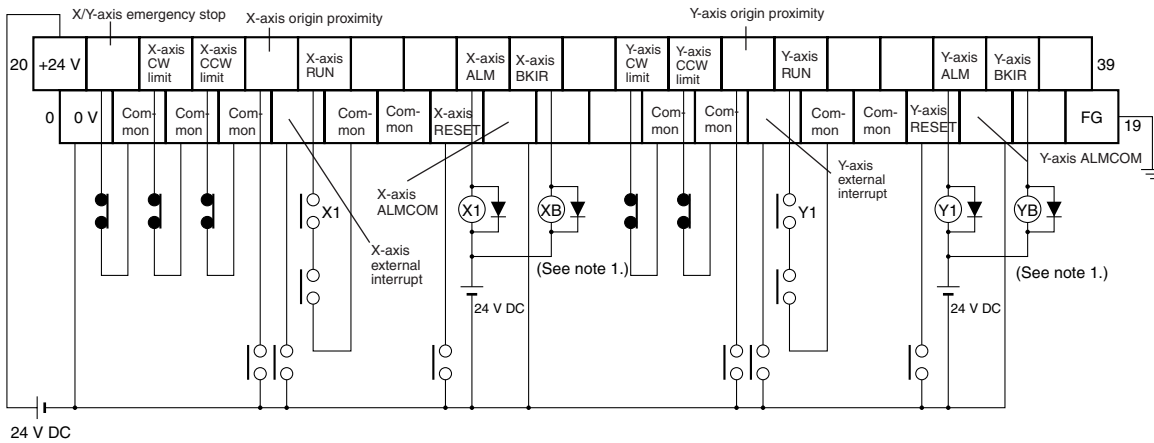 X/Y-axis emergency stop
X-axis origin proximity
Y-axis origin proximity
20
+24 V
X-axis
CW
limit
X-axis
CCW
limit
X-axis
RUN
X-axis
ALM
X-axis
BKIR
Y-axis
CW
limit
Y-axis
CCW
limit
Y-axis
RUN
Y-axis
ALM
Y-axis
BKIR
39
0
0 V
Com-
mon
Com-
mon
Com-
mon
Com-
mon
Com-
mon
X-axis
RESET
Com-
mon
Com-
mon
Com-
mon
Com-
mon
Y-axis
RESET
FG
19
X1
X-axis
external
interrupt
X-axis
ALMCOM
X1
XB
(See note 1.)
24 V DC
Y1
Y-axis
external
interrupt
Y-axis ALMCOM
Y1
YB
(See note 1.)
24 V DC
24 V DC